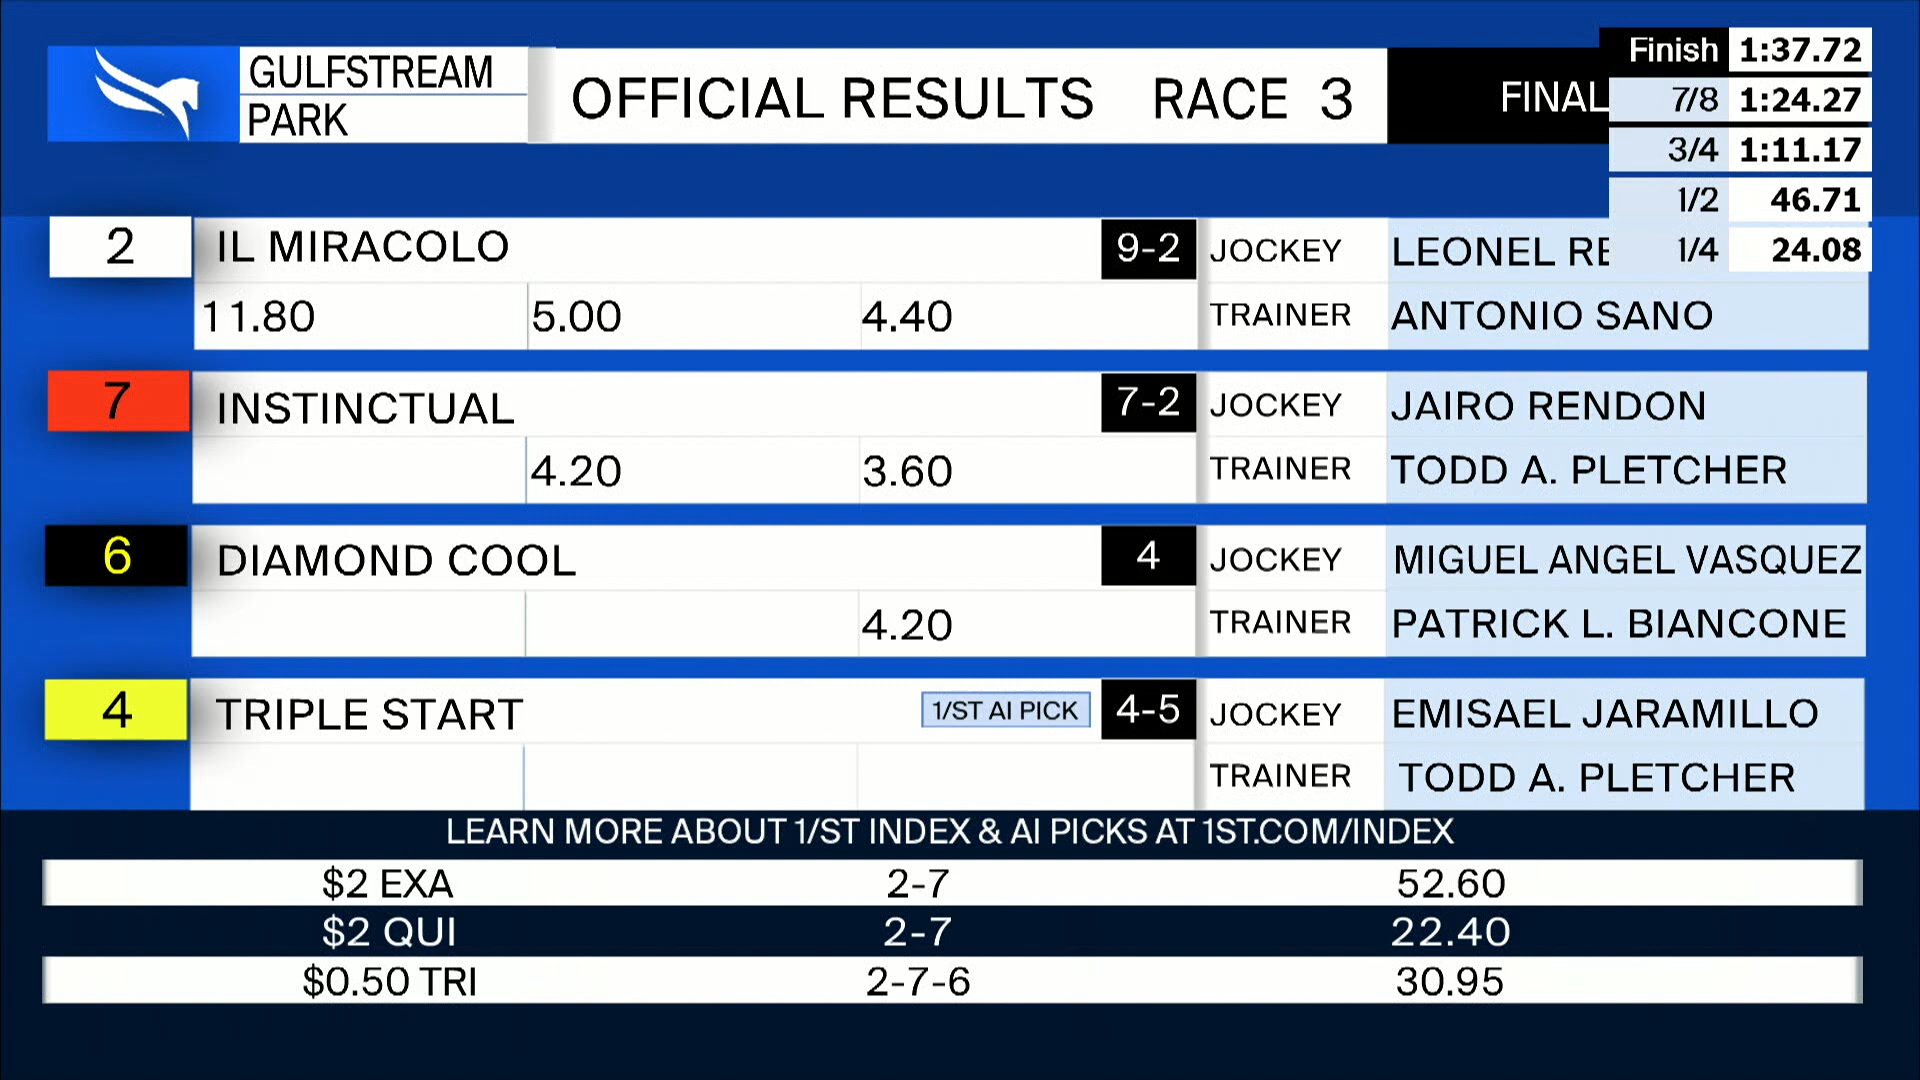 GULFSTREAM
PARK
OFFICIAL RESULTS RACE 3
FINAL
Finish 1:37.72
7/8 1:24.27
3/4 1:11.17
1/2 46.71
1/4 24.08
2 IL MIRACOLO 9-2 JOCKEY LEONEL
11.80 5.00 4.40 TRAINER ANTONIO SANO
7 INSTINCTUAL 7-2 JOCKEY JAIRO RENDON
4.20 3.60 TRAINER TODD A. PLETCHER
6 DIAMOND COOL 4 JOCKEY MIGUEL ANGEL VASQUEZ
4.20 TRAINER PATRICK L. BIANCONE
4 TRIPLE START 1/ST AI PICK 4-5 JOCKEY EMISAEL JARAMILLO
TRAINER TODD A. PLETCHER
LEARN MORE ABOUT 1/ST INDEX & AI PICKS AT 1ST.COM/INDEX
$2 EXA 2-7 52.60
$2 QUI 2-7 22.40
$0.50 TRI 2-7-6 30.95